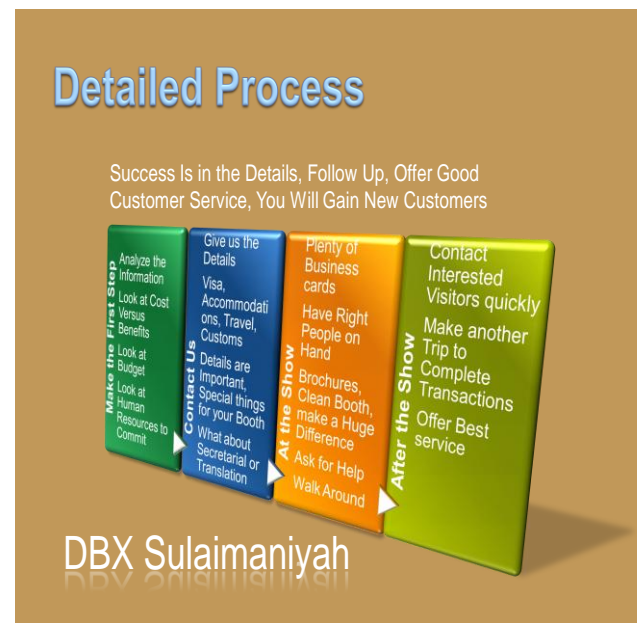 Detailed Process
Success Is in the Details, Follow Up, Offer Good
Customer Service, You Will Gain New Customers
Make the First Step
Analyze the
Information
Look at Cost
Versus
Benefits
Look at
Budget
Look at
Human
Resources to
Commit
Contact Us
Give us the
Details
Visa,
Accommodati
ons, Travel,
Customs
Details are
Important,
Special things
for your Booth
What about
Secretarial or
Translation
At the Show
Plenty of
Business
cards
Have Right
People on
Hand
Brochures,
Clean Booth,
make a Huge
Difference
Ask for Help
Walk Around
After the Show
Contact
Interested
Visitors quickly
Make another
Trip to
Complete
Transactions
Offer Best
service
DBX Sulaimaniyah